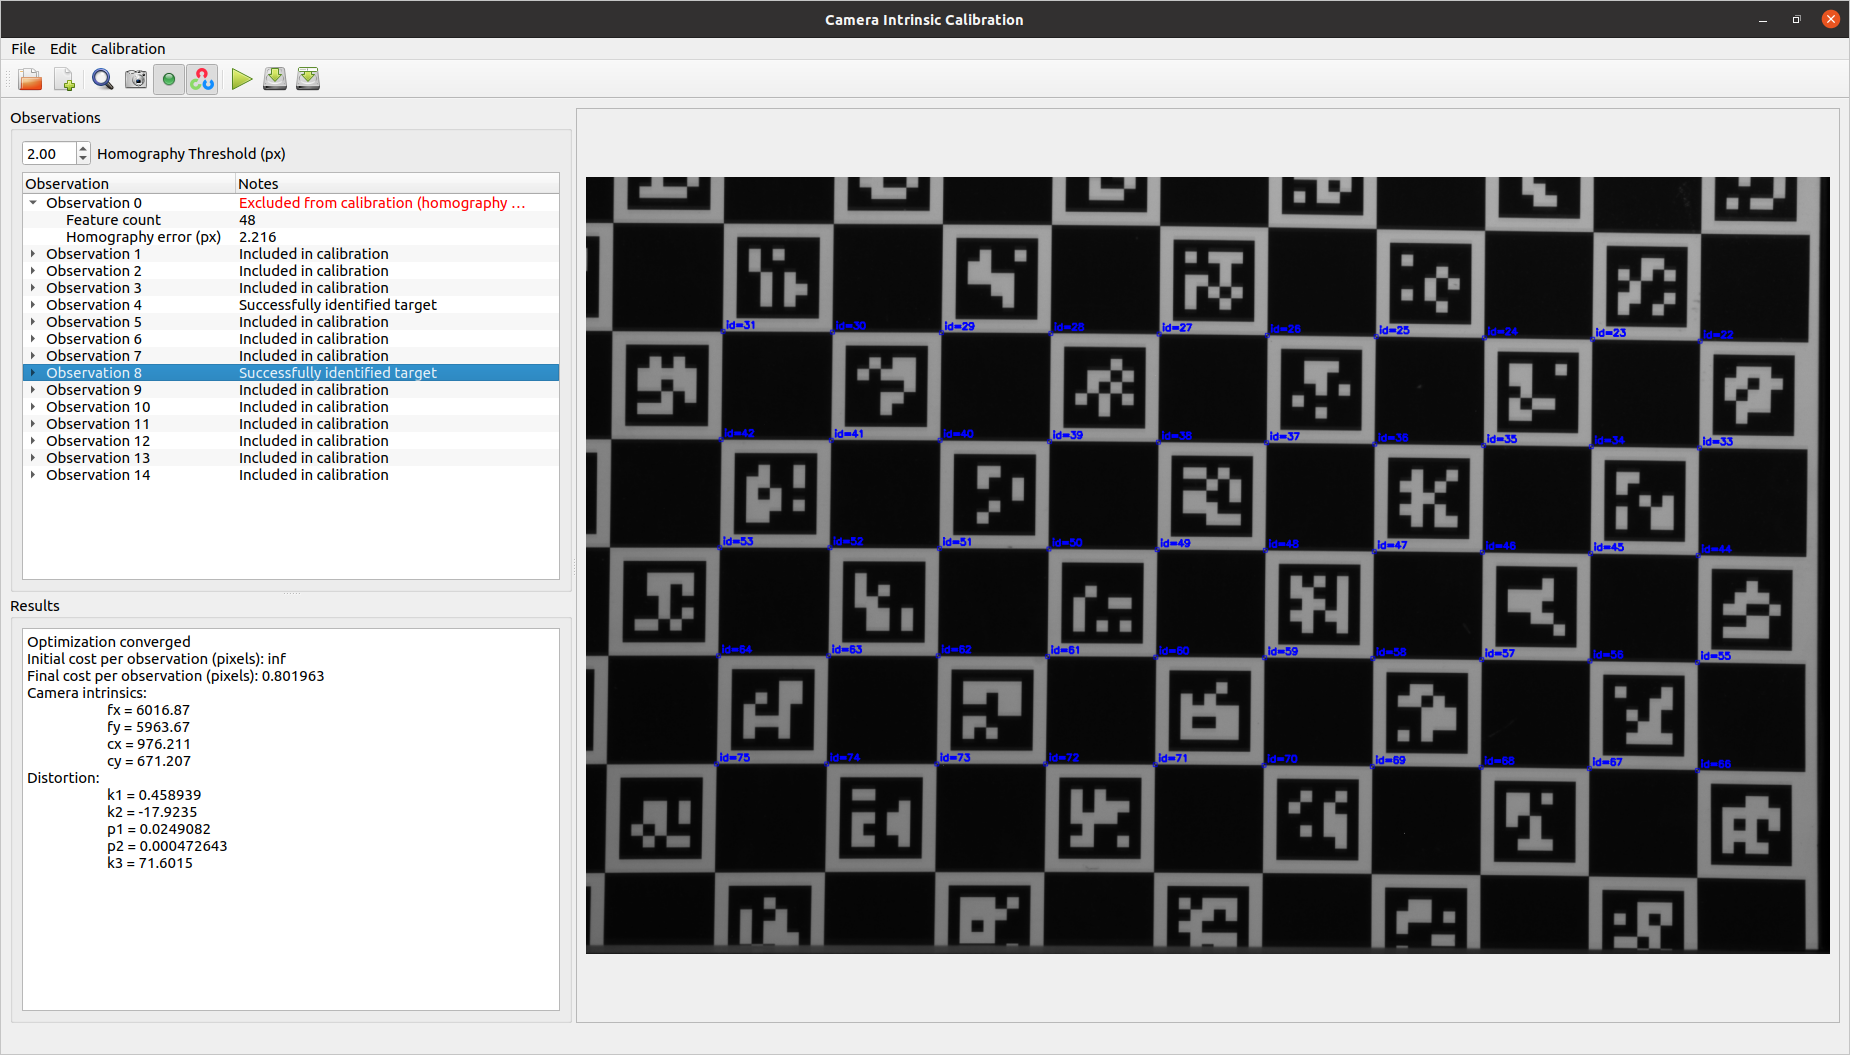 Camera Intrinsic Calibration
File Edit Calibration
Observations
2.00 Homography Threshold (px)
Observation Notes
Observation 0 Excluded from calibration (homography ...
Feature count 48
Homography error (px) 2.216
Observation 1 Included in calibration
Observation 2 Included in calibration
Observation 3 Included in calibration
Observation 4 Successfully identified target
Observation 5 Included in calibration
Observation 6 Included in calibration
Observation 7 Included in calibration
Observation 8 Successfully identified target
Observation 9 Included in calibration
Observation 10 Included in calibration
Observation 11 Included in calibration
Observation 12 Included in calibration
Observation 13 Included in calibration
Observation 14 Included in calibration
Results
Optimization converged
Initial cost per observation (pixels): inf
Final cost per observation (pixels): 0.801963
Camera intrinsics:
fx = 6016.87
fy = 5963.67
cx = 976.211
cy = 671.207
Distortion:
k1 = 0.458939
k2 = -17.9235
p1 = 0.0249082
p2 = 0.000472643
k3 = 71.6015
id=31 id=30 id=29 id=28 id=27 id=26 id=25 id=24 id=23 id=22
id=42 id=41 id=40 id=39 id=38 id=37 id=36 id=35 id=34 id=33
id=53 id=52 id=51 id=50 id=49 id=48 id=47 id=46 id=45 id=44
id=64 id=63 id=62 id=61 id=60 id=59 id=58 id=57 id=56 id=55
id=75 id=74 id=73 id=72 id=71 id=70 id=69 id=68 id=67 id=66